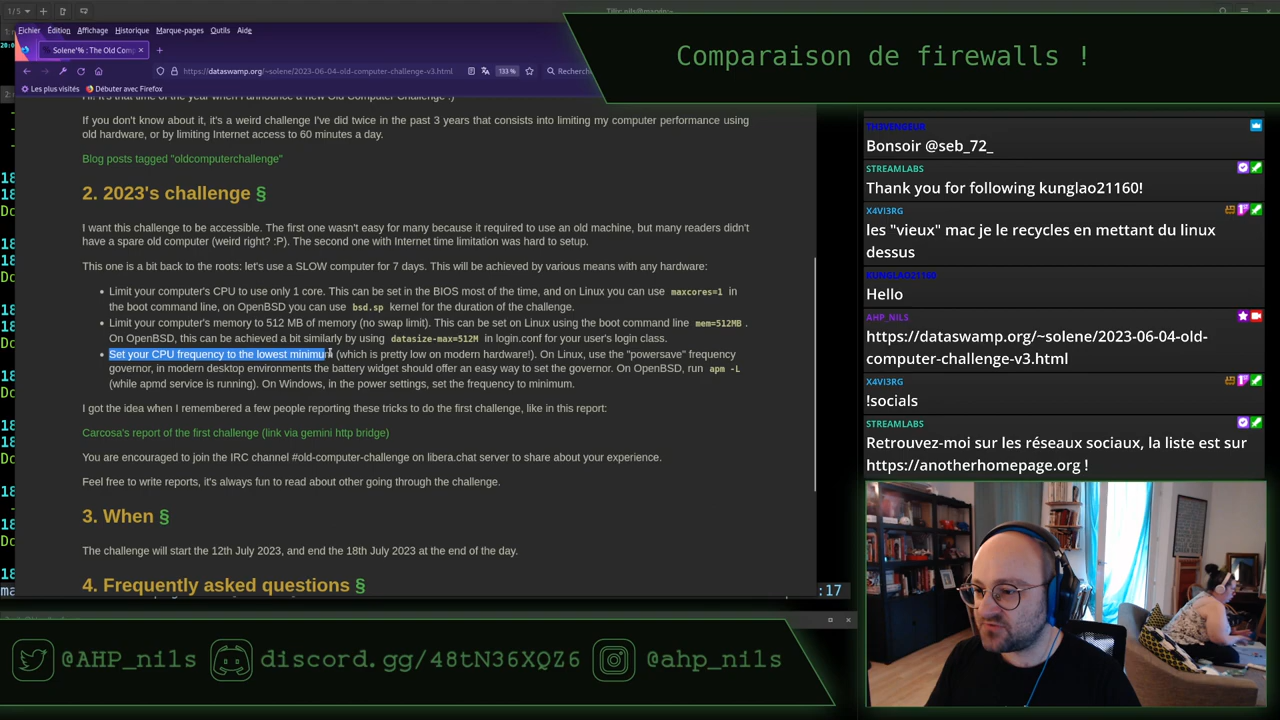 1/5
Fichier Édition Affichage Historique Marque-pages Outils Aide
Solene'% : The Old Com
https://dataswamp.org/~solene/2023-06-04-old-computer-challenge-v3.html
133 %
Recherch
Les plus visités Débuter avec Firefox
If you don't know about it, it's a weird challenge I've did twice in the past 3 years that consists into limiting my computer performance using
old hardware, or by limiting Internet access to 60 minutes a day.
Blog posts tagged "oldcomputerchallenge"
2. 2023's challenge §
I want this challenge to be accessible. The first one wasn't easy for many because it required to use an old machine, but many readers didn't
have a spare old computer (weird right? :P). The second one with Internet time limitation was hard to setup.
This one is a bit back to the roots: let's use a SLOW computer for 7 days. This will be achieved by various means with any hardware:
Limit your computer's CPU to use only 1 core. This can be set in the BIOS most of the time, and on Linux you can use maxcores=1 in
the boot command line, on OpenBSD you can use bsd.sp kernel for the duration of the challenge.
Limit your computer's memory to 512 MB of memory (no swap limit). This can be set on Linux using the boot command line mem=512MB .
On OpenBSD, this can be achieved a bit similarly by using datasize-max=512M in login.conf for your user's login class.
Set your CPU frequency to the lowest minimum (which is pretty low on modern hardware!). On Linux, use the "powersave" frequency
governor, in modern desktop environments the battery widget should offer an easy way to set the governor. On OpenBSD, run apm -L
(while apmd service is running). On Windows, in the power settings, set the frequency to minimum.
I got the idea when I remembered a few people reporting these tricks to do the first challenge, like in this report:
Carcosa's report of the first challenge (link via gemini http bridge)
You are encouraged to join the IRC channel #old-computer-challenge on libera.chat server to share about your experience.
Feel free to write reports, it's always fun to read about other going through the challenge.
3. When §
The challenge will start the 12th July 2023, and end the 18th July 2023 at the end of the day.
4. Frequently asked questions §
:17
Comparaison de firewalls !
TH3VENGEUR
Bonsoir @seb_72_
STREAMLABS
Thank you for following kunglao21160!
X4VI3RG
les "vieux" mac je le recycles en mettant du linux
dessus
KUNGLAO21160
Hello
AHP_NILS
https://dataswamp.org/~solene/2023-06-04-old-
computer-challenge-v3.html
X4VI3RG
!socials
STREAMLABS
Retrouvez-moi sur les réseaux sociaux, la liste est sur
https://anotherhomepage.org !
@AHP_nils discord.gg/48tN36XQZ6 @ahp_nils